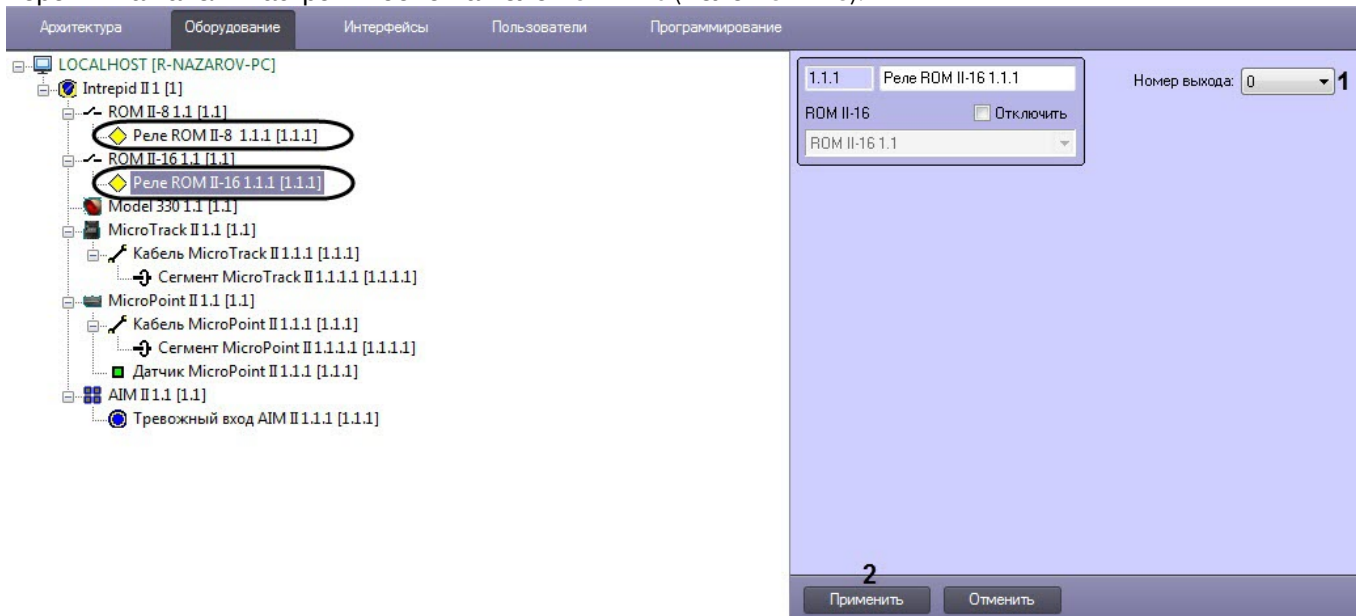 Архитектура Оборудование Интерфейсы Пользователи Программирование
LOCALHOST [R-NAZAROV-PC]
Intrepid II 1 [1]
ROM II-8 1.1 [1.1]
Реле ROM II-8 1.1.1 [1.1.1]
ROM II-16 1.1 [1.1]
Реле ROM II-16 1.1.1 [1.1.1]
Model 330 1.1 [1.1]
MicroTrack II 1.1 [1.1]
Кабель MicroTrack II 1.1.1 [1.1.1]
Сегмент MicroTrack II 1.1.1.1 [1.1.1.1]
MicroPoint II 1.1 [1.1]
Кабель MicroPoint II 1.1.1 [1.1.1]
Сегмент MicroPoint II 1.1.1.1 [1.1.1.1]
Датчик MicroPoint II 1.1.1 [1.1.1]
AIM II 1.1 [1.1]
Тревожный вход AIM II 1.1.1 [1.1.1]
1.1.1 Реле ROM II-16 1.1.1
ROM II-16 Отключить
ROM II-16 1.1
Номер выхода: 0 1
2
Применить Отменить